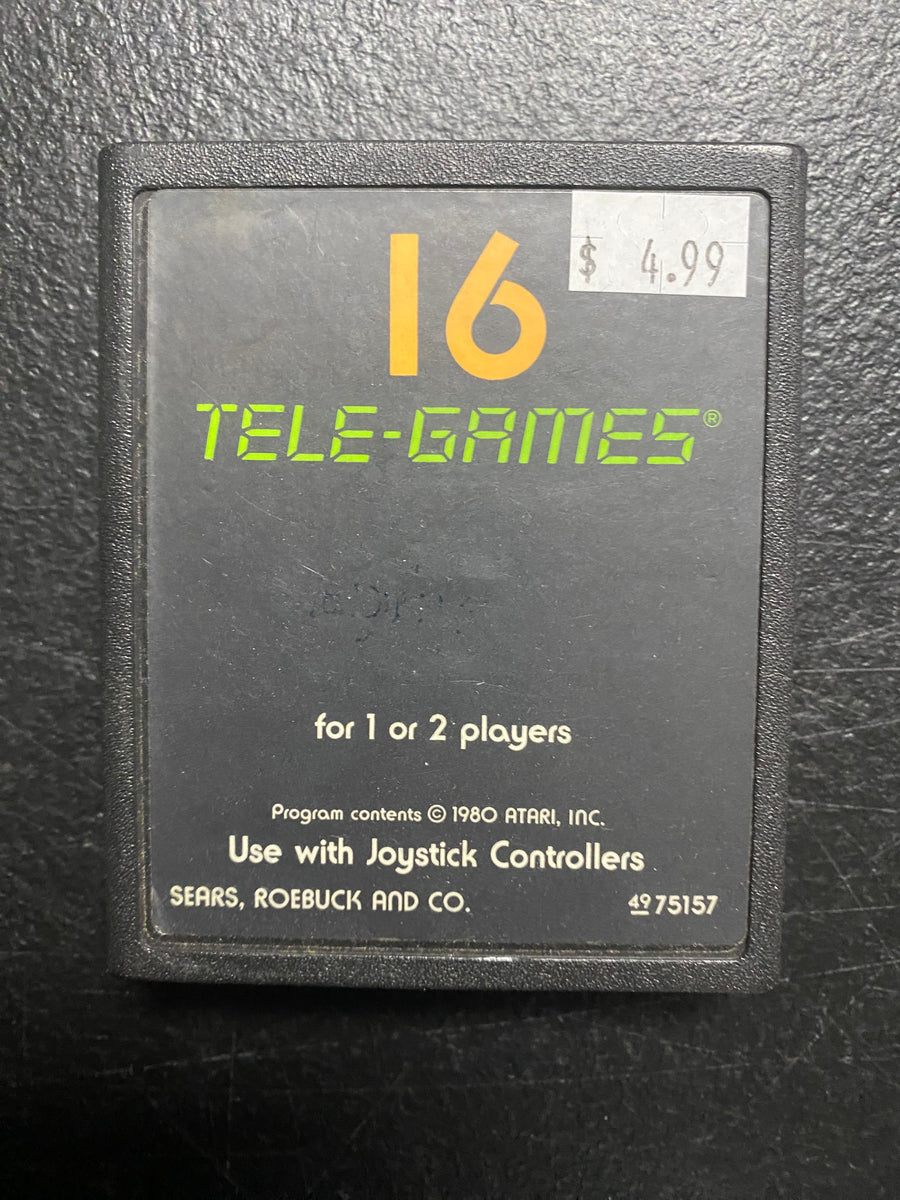 16
$ 4.99
TELE-GAMES®
for 1 or 2 players
Program contents © 1980 ATARI, INC.
Use with Joystick Controllers
SEARS, ROEBUCK AND CO. 49 75157